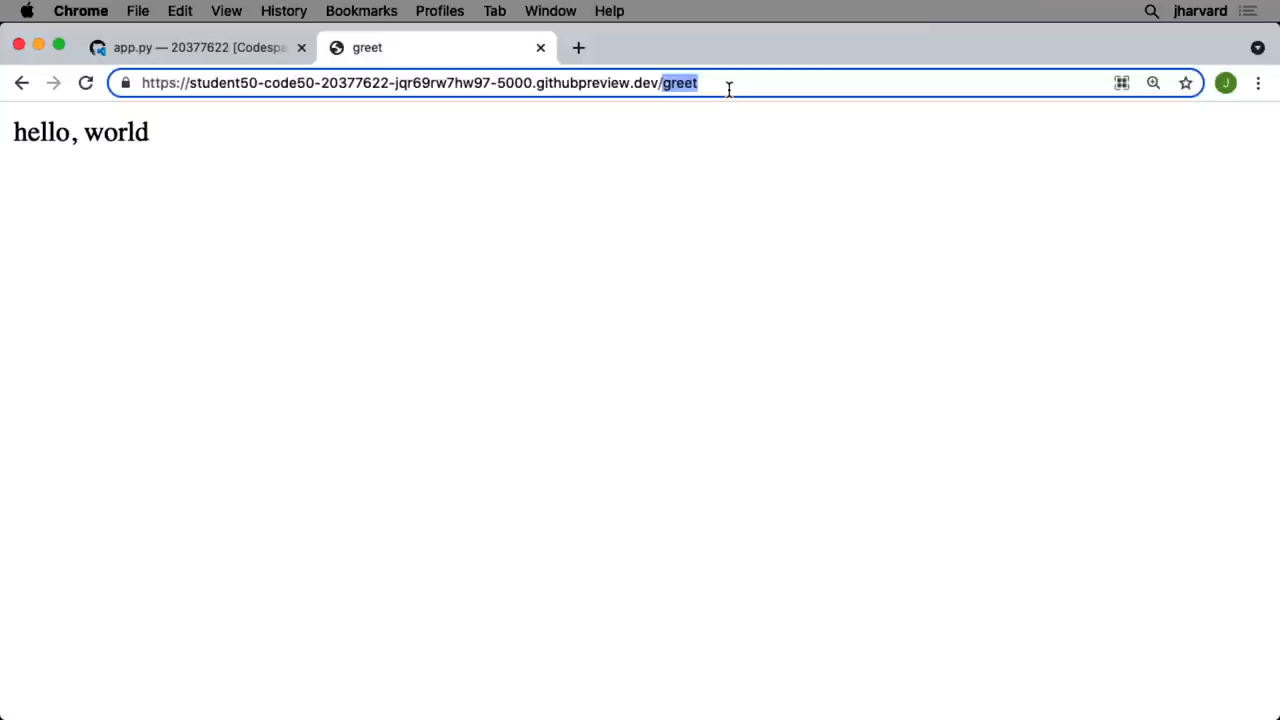 Chrome File Edit View History Bookmarks Profiles Tab Window Help jharvard
app.py — 20377622 [Codespa greet
https://student50-code50-20377622-jqr69rw7hw97-5000.githubpreview.dev/greet J
hello, world